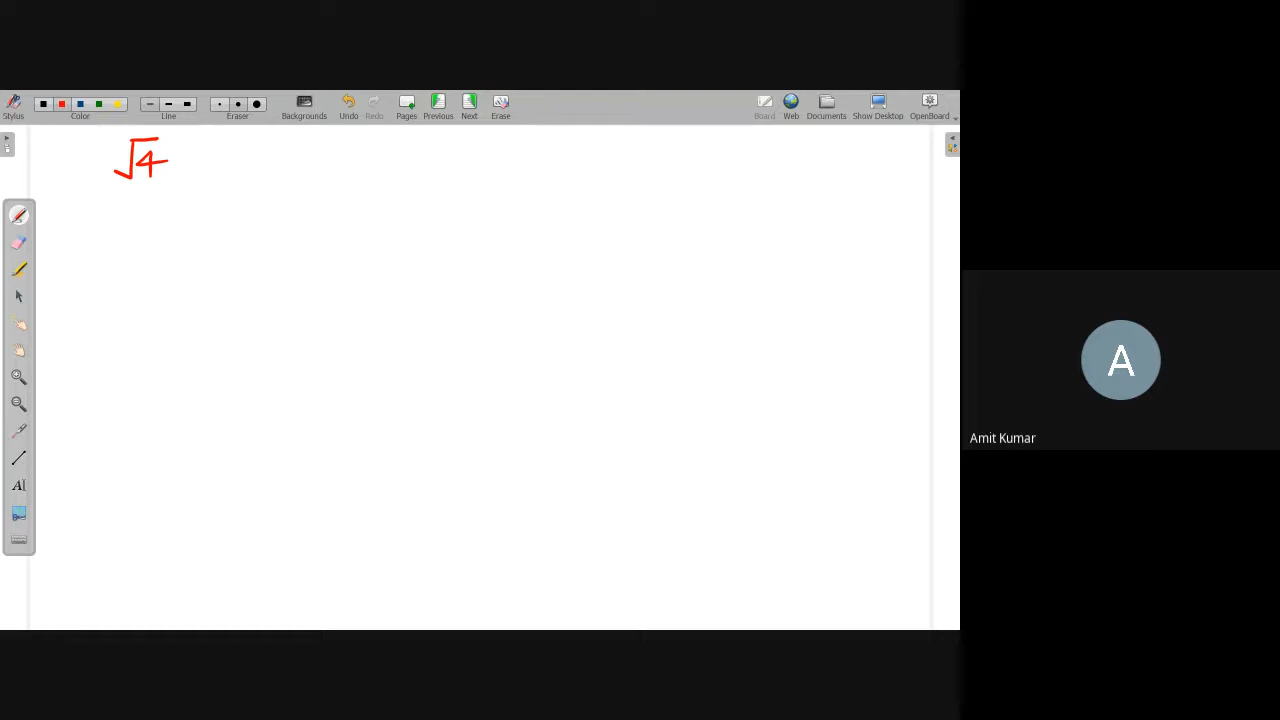 Stylus Color Line Eraser Backgrounds Undo Redo Pages Previous Next Erase Board Web Documents Show Desktop OpenBoard
√4
A
Amit Kumar